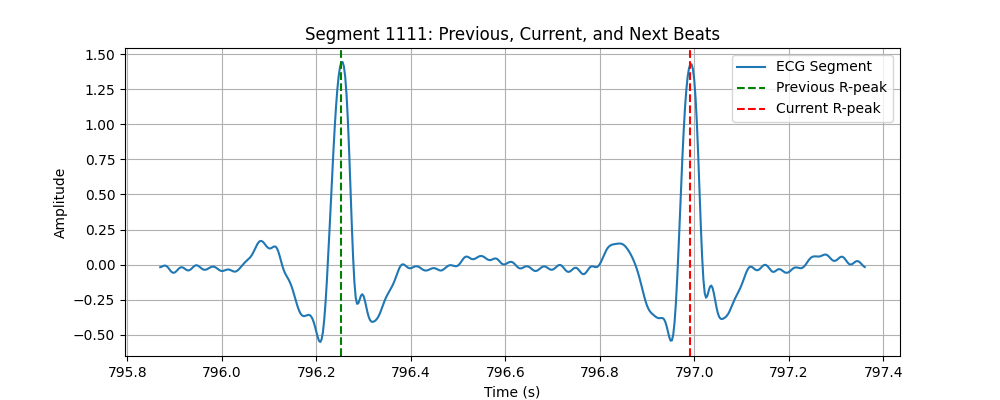 Segment 1111: Previous, Current, and Next Beats
ECG Segment
Previous R-peak
Current R-peak
Amplitude
1.50
1.25
1.00
0.75
0.50
0.25
0.00
−0.25
−0.50
795.8 796.0 796.2 796.4 796.6 796.8 797.0 797.2 797.4
Time (s)